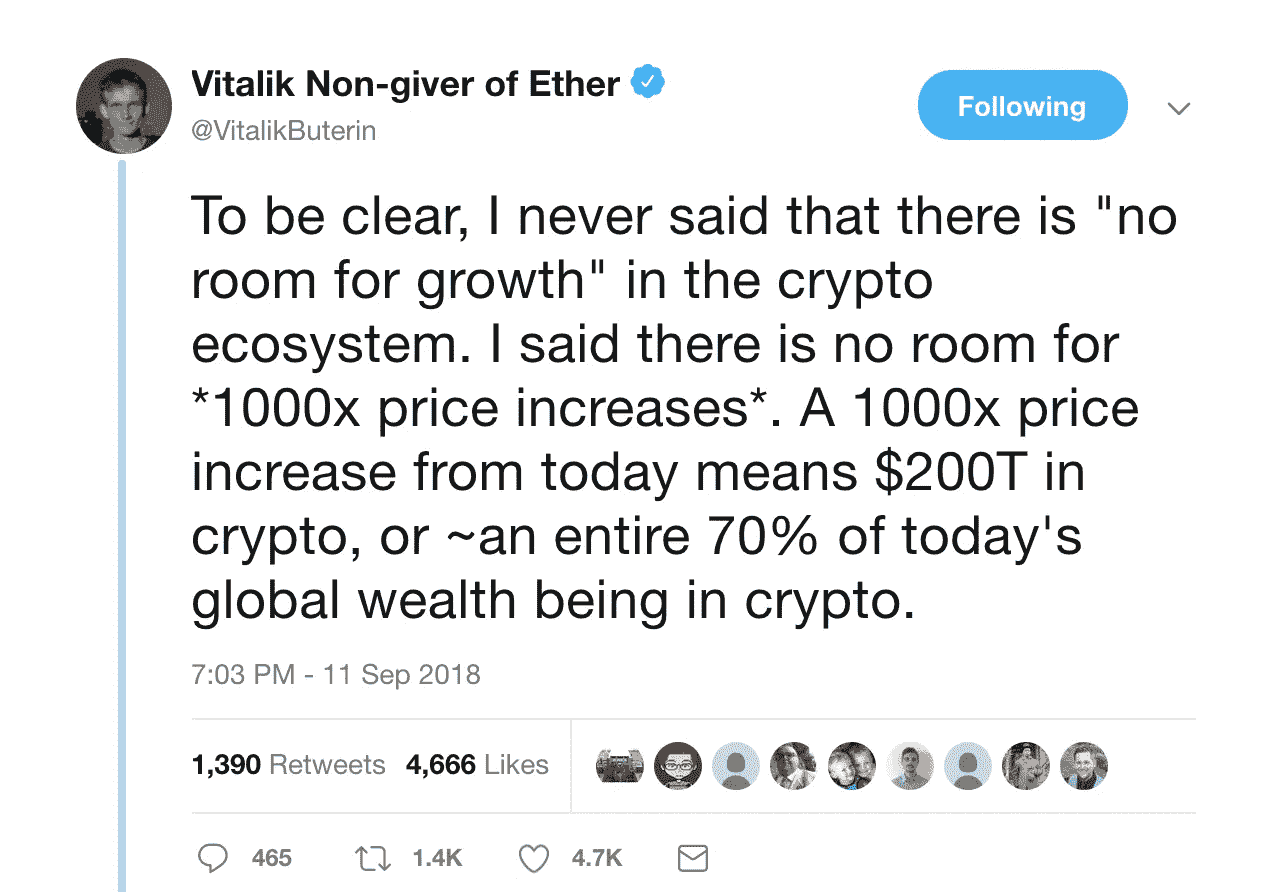 Vitalik Non-giver of Ether
@VitalikButerin
Following
To be clear, I never said that there is "no
room for growth" in the crypto
ecosystem. I said there is no room for
*1000x price increases*. A 1000x price
increase from today means $200T in
crypto, or ~an entire 70% of today's
global wealth being in crypto.
7:03 PM - 11 Sep 2018
1,390 Retweets 4,666 Likes
465 1.4K 4.7K